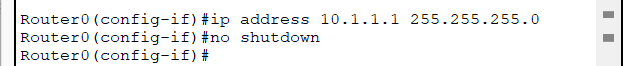 Router0(config-if)#ip address 10.1.1.1 255.255.255.0
Router0(config-if)#no shutdown
Router0(config-if)#